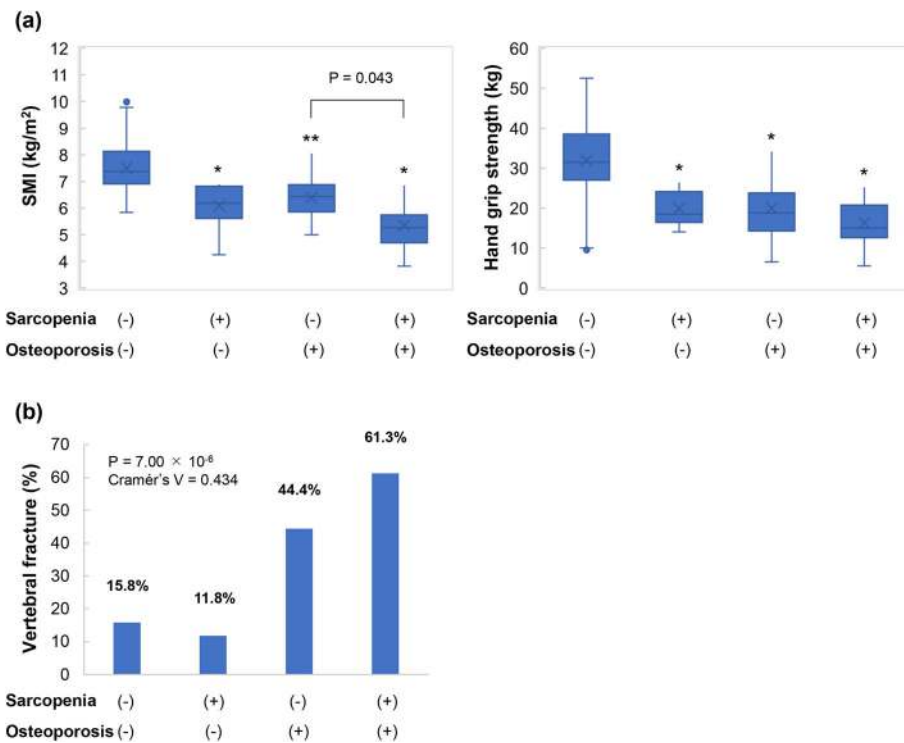 (a)
SMI (kg/m²)
12
11
10
9
8
7
6
5
4
3
P = 0.043
*
**
*
Sarcopenia (-) (+) (-) (+)
Osteoporosis (-) (-) (+) (+)
Hand grip strength (kg)
60
50
40
30
20
10
0
*
*
*
(-) (+) (-) (+)
(-) (-) (+) (+)
(b)
Vertebral fracture (%)
70
60
50
40
30
20
10
0
P = 7.00 × 10⁻⁶
Cramér's V = 0.434
15.8%
11.8%
44.4%
61.3%
Sarcopenia (-) (+) (-) (+)
Osteoporosis (-) (-) (+) (+)